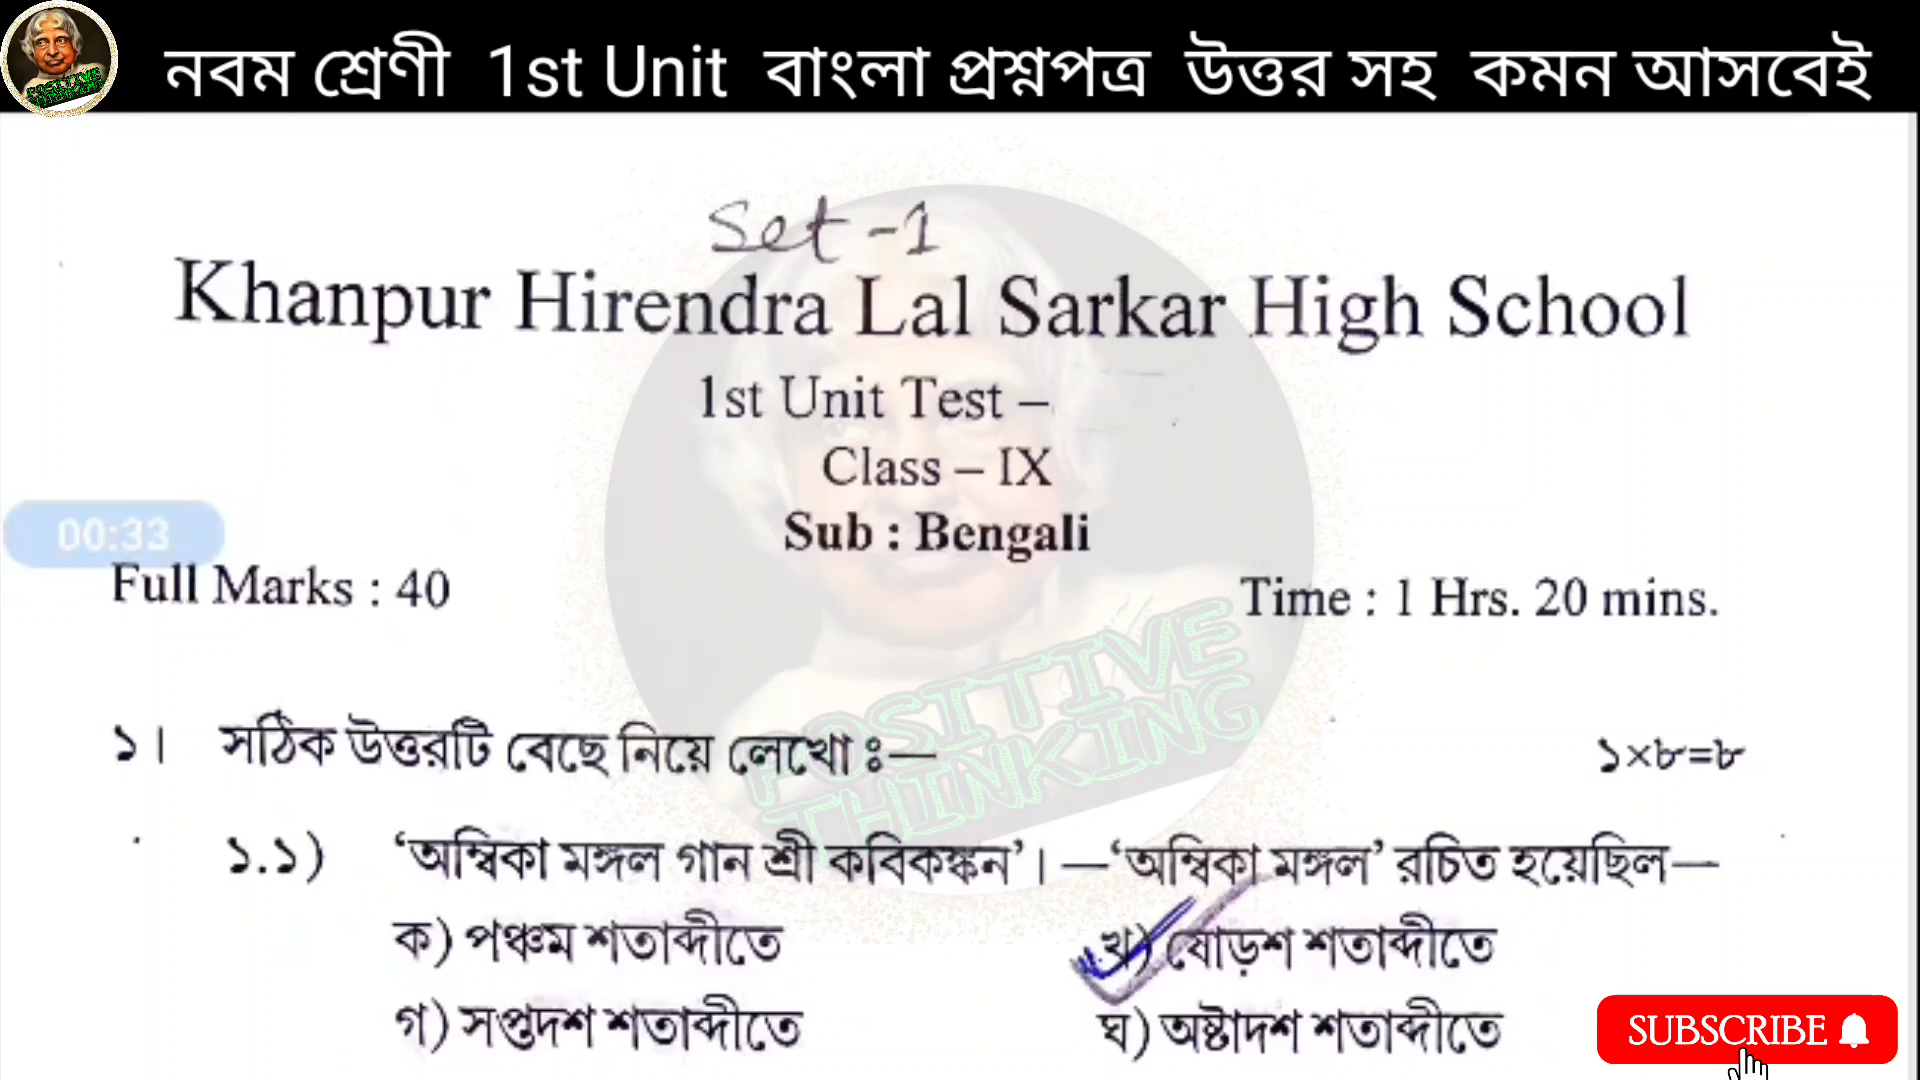 নবম শ্রেণী 1st Unit বাংলা প্রশ্নপত্র উত্তর সহ কমন আসবেই
POSITIVE
THINKING
Set -1
Khanpur Hirendra Lal Sarkar High School
1st Unit Test –
Class – IX
Sub : Bengali
00:33
Full Marks : 40 Time : 1 Hrs. 20 mins.
POSITIVE
THINKING
১। সঠিক উত্তরটি বেছে নিয়ে লেখো ঃ— ১×৮=৮
১.১) ‘অম্বিকা মঙ্গল গান শ্রী কবিকঙ্কন’। —‘অম্বিকা মঙ্গল’ রচিত হয়েছিল—
ক) পঞ্চম শতাব্দীতে খ) ষোড়শ শতাব্দীতে
গ) সপ্তদশ শতাব্দীতে ঘ) অষ্টাদশ শতাব্দীতে
SUBSCRIBE